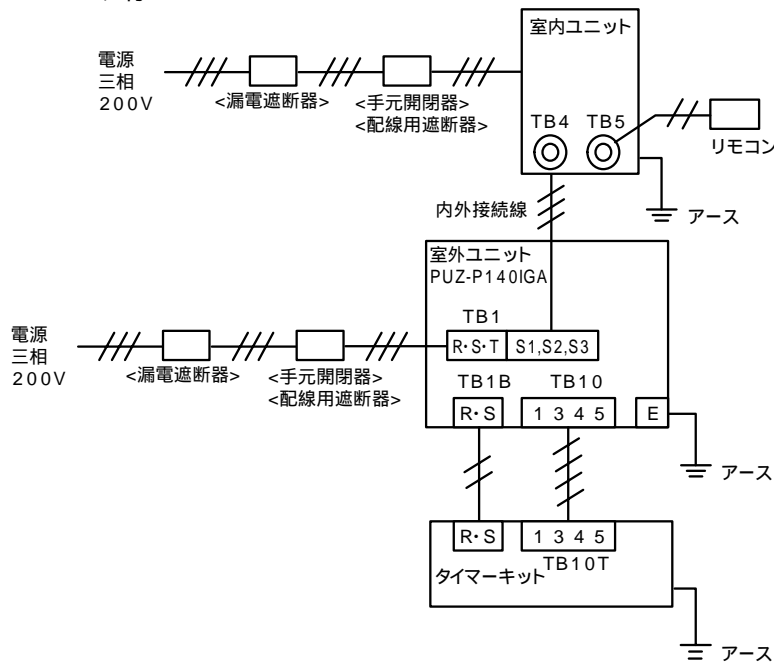 室内ユニット
電源
三相
200V
<漏電遮断器>
<手元開閉器>
<配線用遮断器>
TB4 TB5
リモコン
アース
内外接続線
室外ユニット
PUZ-P140IGA
電源
三相
200V
TB1
R・S・T S1,S2,S3
<漏電遮断器>
<手元開閉器>
<配線用遮断器>
TB1B TB10
R・S 1 3 4 5 E
アース
R・S 1 3 4 5
TB10T
タイマーキット
アース